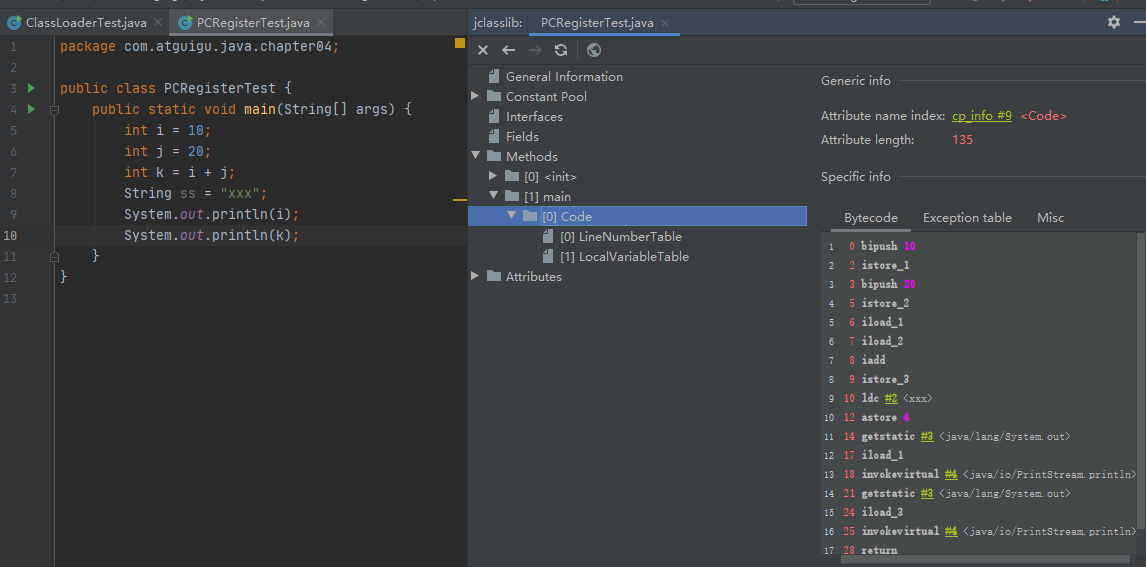 ClassLoaderTest.java
PCRegisterTest.java
1 package com.atguigu.java.chapter04;
2
3 public class PCRegisterTest {
4 public static void main(String[] args) {
5 int i = 10;
6 int j = 20;
7 int k = i + j;
8 String ss = "xxx";
9 System.out.println(i);
10 System.out.println(k);
11 }
12 }
13
jclasslib: PCRegisterTest.java
General Information
Constant Pool
Interfaces
Fields
Methods
[0] <init>
[1] main
[0] Code
[0] LineNumberTable
[1] LocalVariableTable
Attributes
Generic info
Attribute name index: cp_info #9 <Code>
Attribute length: 135
Specific info
Bytecode Exception table Misc
1 0 bipush 10
2 2 istore_1
3 3 bipush 20
4 5 istore_2
5 6 iload_1
6 7 iload_2
7 8 iadd
8 9 istore_3
9 10 ldc #2 <xxx>
10 12 astore 4
11 14 getstatic #3 <java/lang/System.out>
12 17 iload_1
13 18 invokevirtual #4 <java/io/PrintStream.println>
14 21 getstatic #3 <java/lang/System.out>
15 24 iload_3
16 25 invokevirtual #4 <java/io/PrintStream.println>
17 28 return